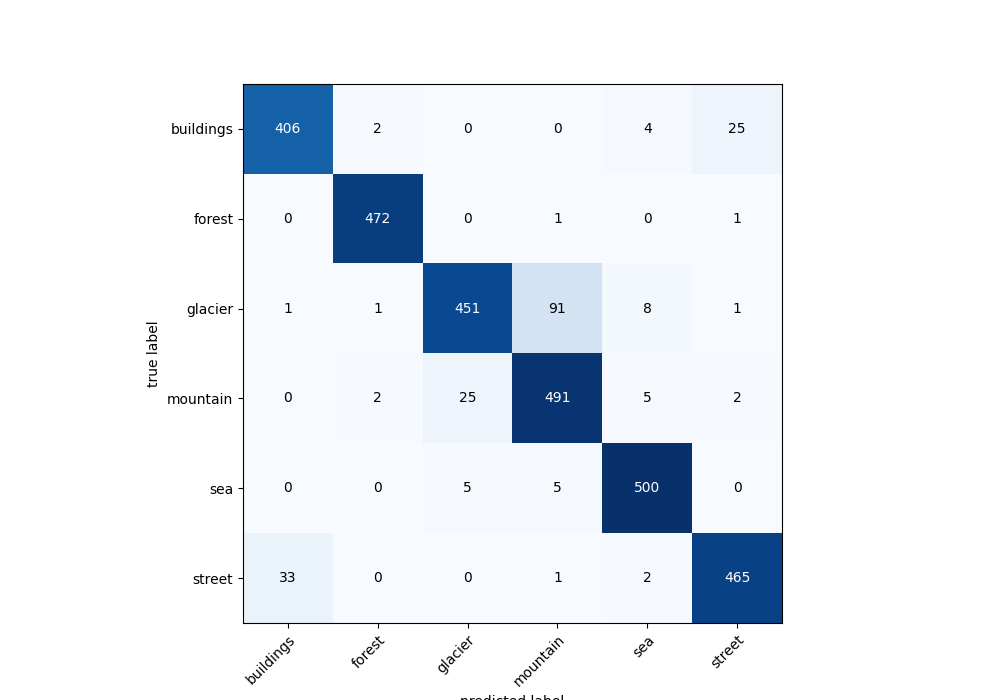 buildings 406 2 0 0 4 25
forest 0 472 0 1 0 1
glacier 1 1 451 91 8 1
true label
mountain 0 2 25 491 5 2
sea 0 0 5 5 500 0
street 33 0 0 1 2 465
buildings forest glacier mountain sea street
predicted label